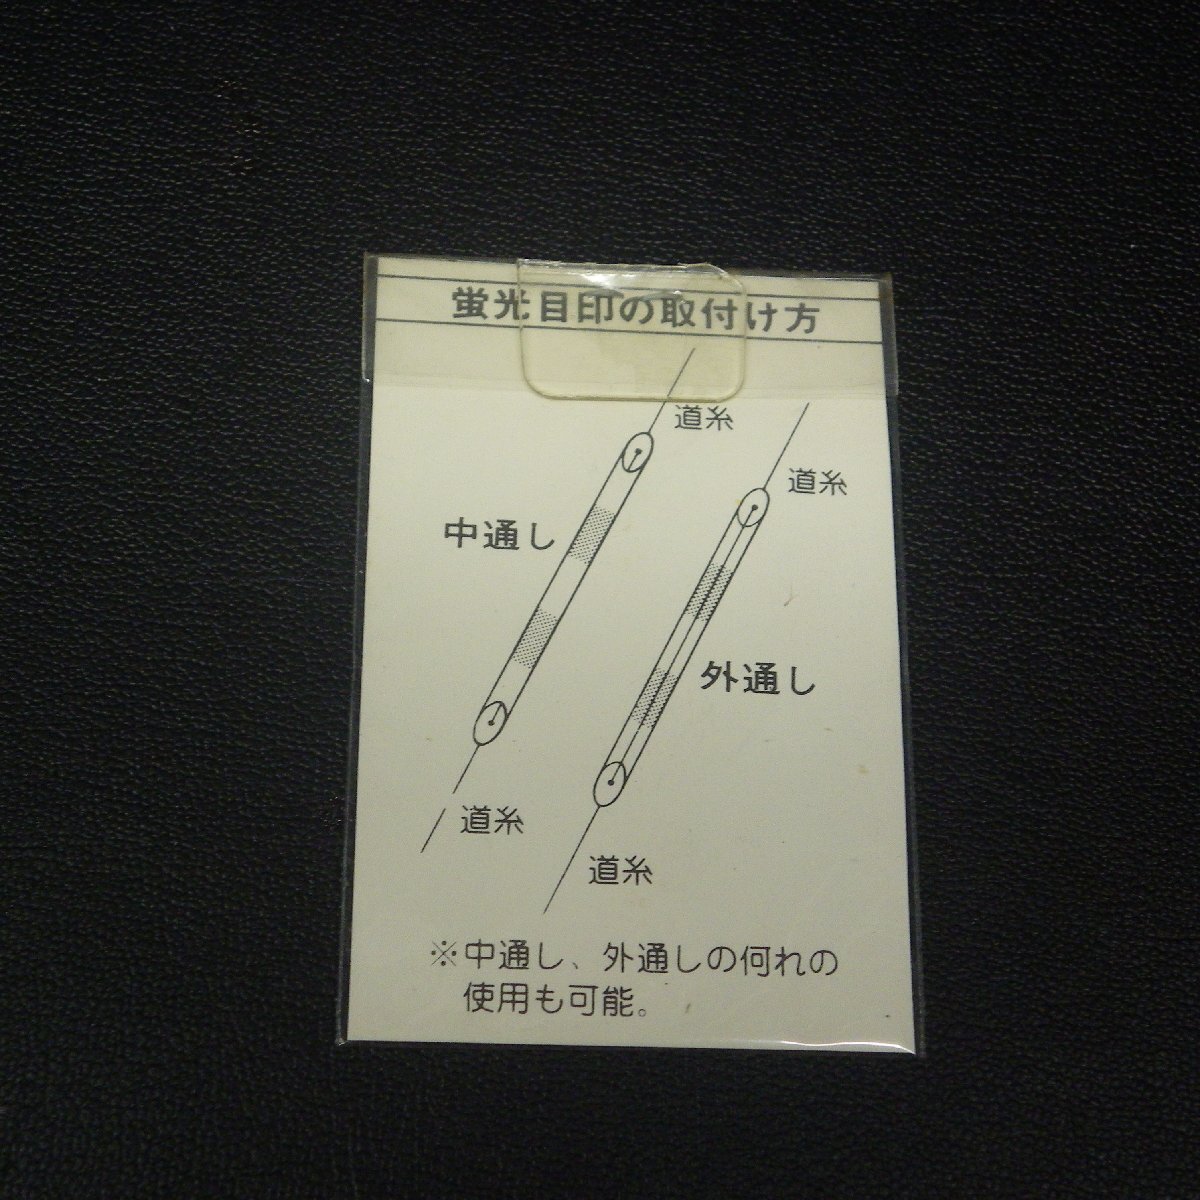 蛍光目印の取付け方
道糸
道糸
中通し
外通し
道糸
道糸
※中通し、外通しの何れの
使用も可能。